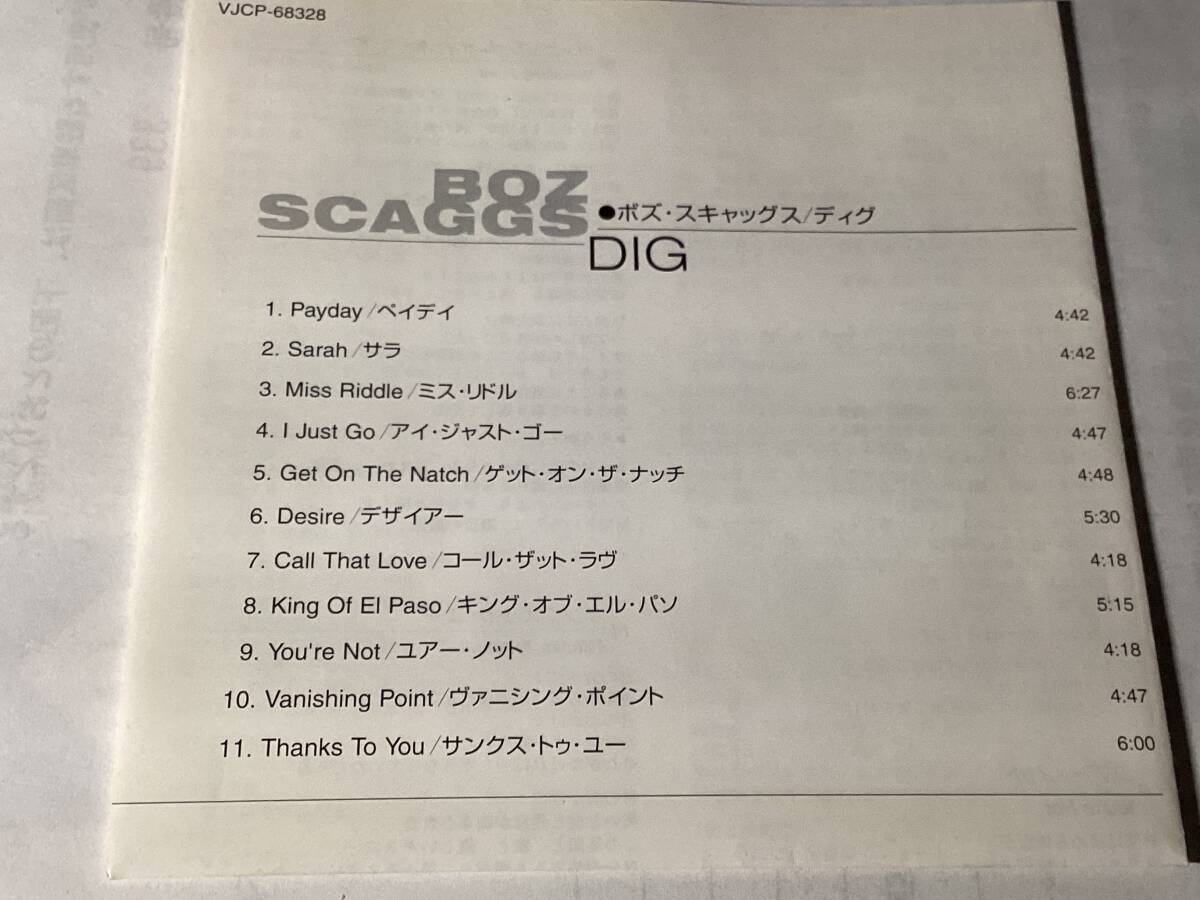 VJCP-68328
BOZ
SCAGGS
●ボズ・スキャッグス/ディグ
DIG
1. Payday/ペイデイ 4:42
2. Sarah/サラ 4:42
3. Miss Riddle/ミス・リドル 6:27
4. I Just Go/アイ・ジャスト・ゴー 4:47
5. Get On The Natch/ゲット・オン・ザ・ナッチ 4:48
6. Desire/デザイアー 5:30
7. Call That Love/コール・ザット・ラヴ 4:18
8. King Of El Paso/キング・オブ・エル・パソ 5:15
9. You're Not/ユアー・ノット 4:18
10. Vanishing Point/ヴァニシング・ポイント 4:47
11. Thanks To You/サンクス・トゥ・ユー 6:00